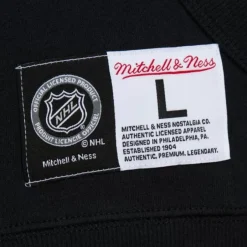 OFFICIAL LICENSED PRODUCT
NHL
PRODUIT OFFICIEL LICENCIÉ
© NHL
Mitchell & Ness
Mitchell & Ness
L
MITCHELL & NESS NOSTALGIA CO.
AUTHENTIC LICENSED APPAREL
DESIGNED IN PHILADELPHIA, PA
ESTABLISHED 1904
AUTHENTIC. PREMIUM. LEGENDARY.